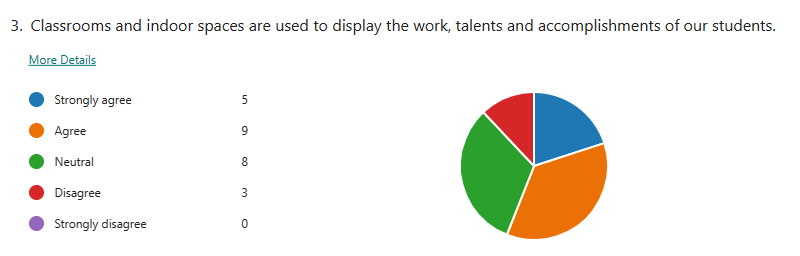 3. Classrooms and indoor spaces are used to display the work, talents and accomplishments of our students.
More Details
Strongly agree 5
Agree 9
Neutral 8
Disagree 3
Strongly disagree 0